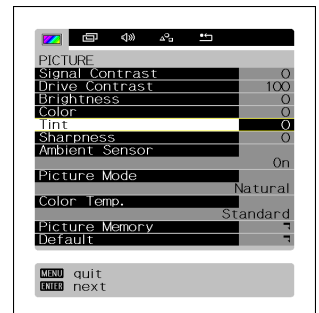 PICTURE
Signal Contrast 0
Drive Contrast 100
Brightness 0
Color 0
Tint 0
Sharpness 0
Ambient Sensor
On
Picture Mode
Natural
Color Temp.
Standard
Picture Memory
Default
MENU quit
ENTER next